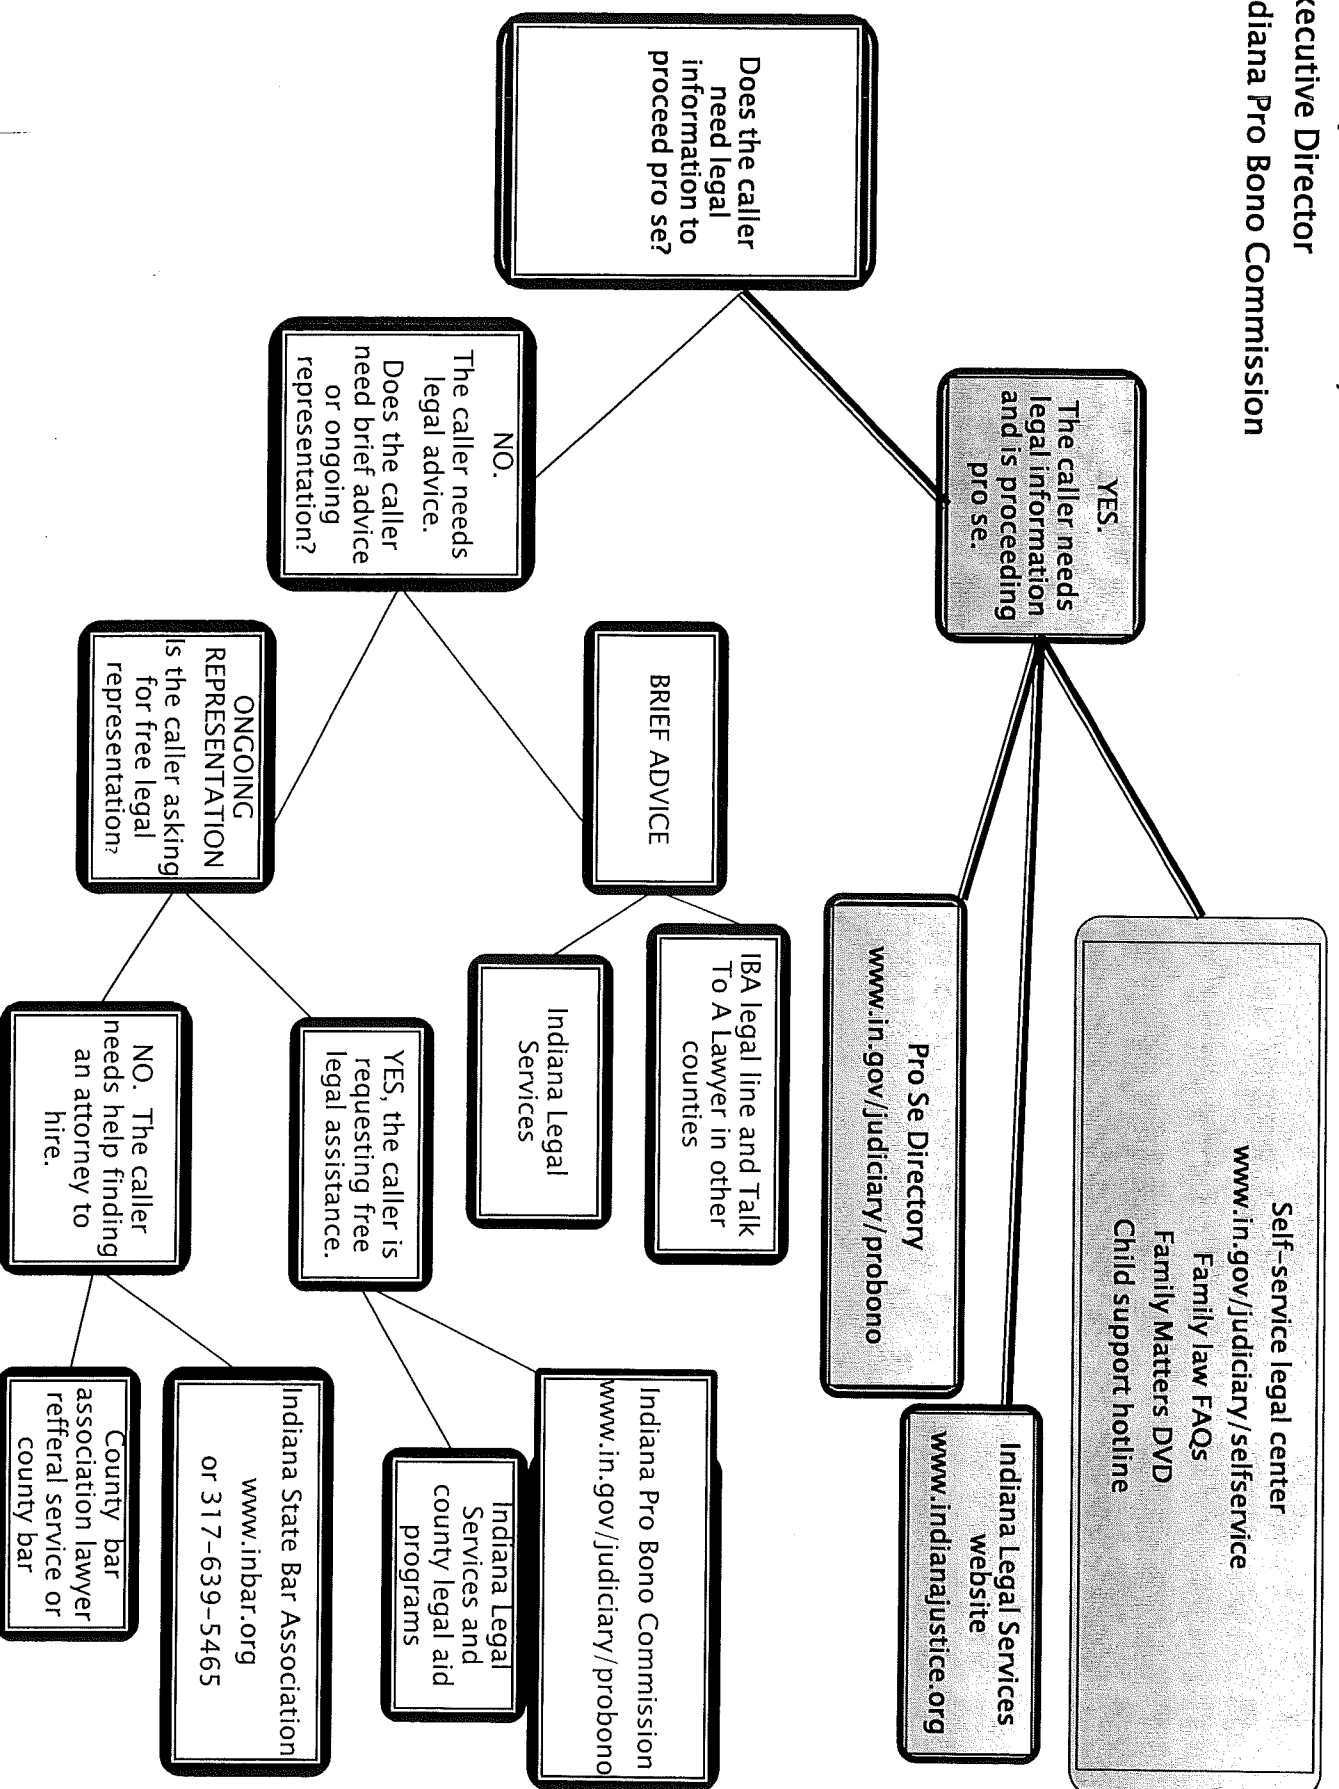 Executive Director
Indiana Pro Bono Commission
Does the caller
need legal
information to
proceed pro se?
YES.
The caller needs
legal information
and is proceeding
pro se.
Self-service legal center
www.in.gov/judiciary/selfservice
Family law FAQs
Family Matters DVD
Child support hotline
Indiana Legal Services
website
www.indianajustice.org
Pro Se Directory
www.in.gov/judiciary/probono
NO.
The caller needs
legal advice.
Does the caller
need brief advice
or ongoing
representation?
BRIEF ADVICE
IBA legal line and Talk
To A Lawyer in other
counties
Indiana Legal
Services
ONGOING
REPRESENTATION
Is the caller asking
for free legal
representation?
YES, the caller is
requesting free
legal assistance.
Indiana Pro Bono Commission
www.in.gov/judiciary/probono
Indiana Legal
Services and
county legal aid
programs
NO. The caller
needs help finding
an attorney to
hire.
Indiana State Bar Association
www.inbar.org
or 317-639-5465
County bar
association lawyer
refferal service or
county bar